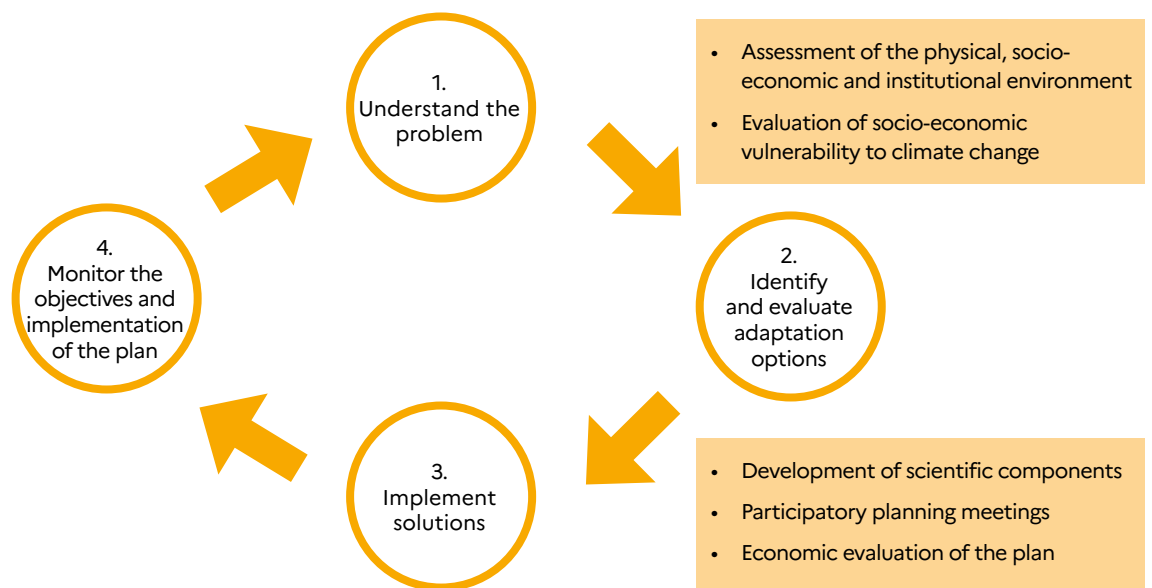 1.
Understand the
problem
• Assessment of the physical, socio-
economic and institutional environment
• Evaluation of socio-economic
vulnerability to climate change
2.
Identify
and evaluate
adaptation
options
• Development of scientific components
• Participatory planning meetings
• Economic evaluation of the plan
3.
Implement
solutions
4.
Monitor the
objectives and
implementation
of the plan